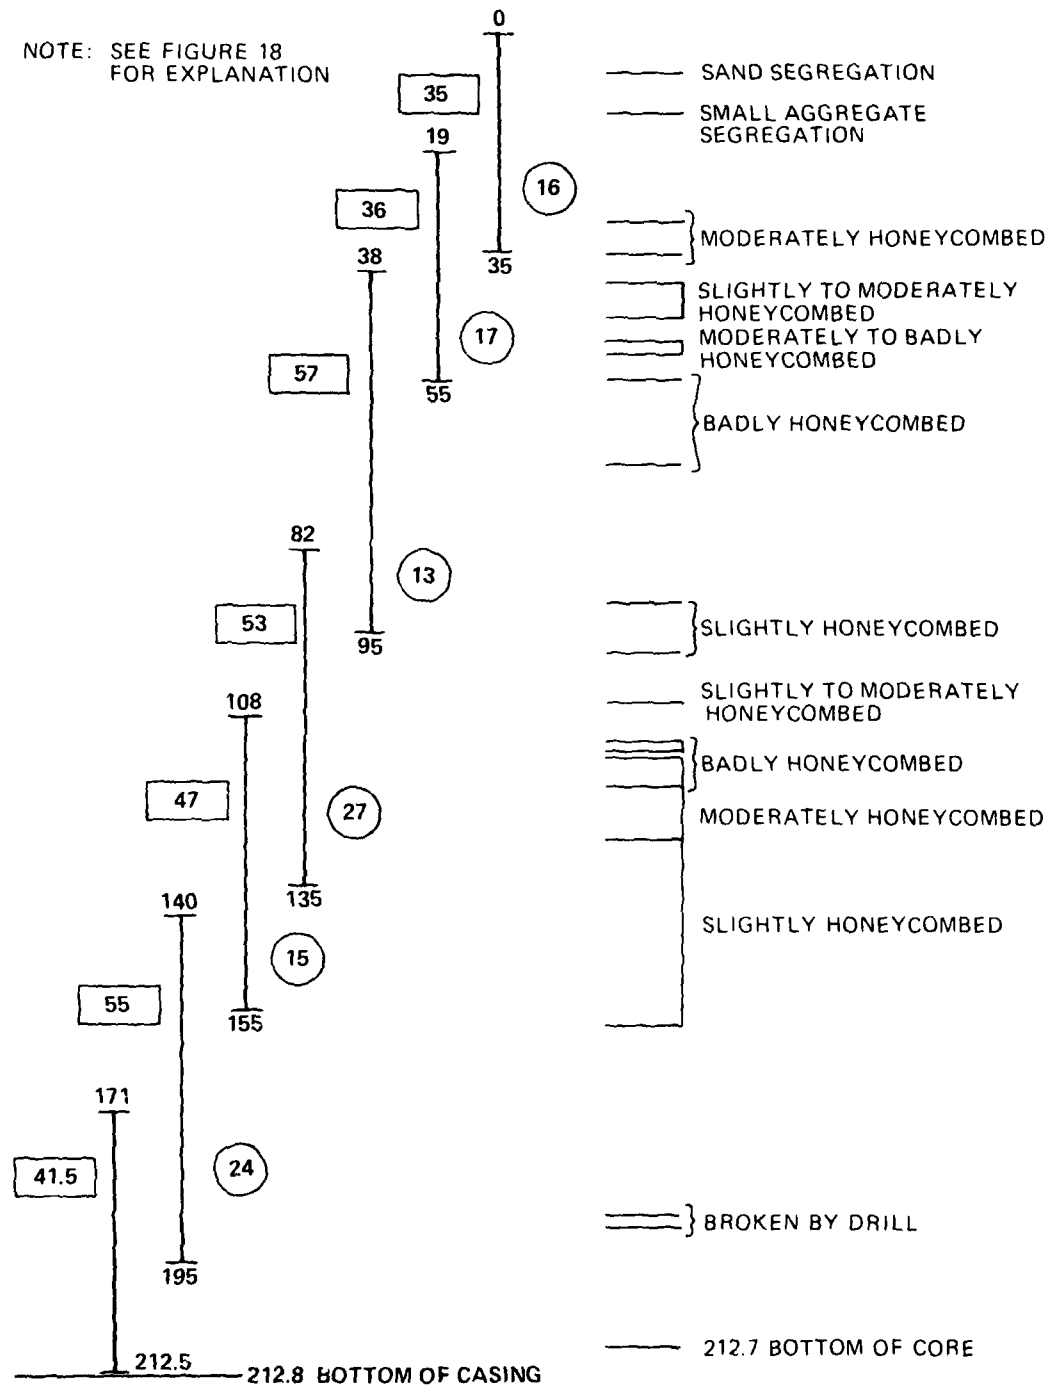 0
NOTE: SEE FIGURE 18
FOR EXPLANATION
SAND SEGREGATION
35
SMALL AGGREGATE
SEGREGATION
19
16
36
MODERATELY HONEYCOMBED
38
35
SLIGHTLY TO MODERATELY
HONEYCOMBED
17
MODERATELY TO BADLY
HONEYCOMBED
57
55
BADLY HONEYCOMBED
82
13
53
SLIGHTLY HONEYCOMBED
95
108
SLIGHTLY TO MODERATELY
HONEYCOMBED
BADLY HONEYCOMBED
47
27
MODERATELY HONEYCOMBED
140
135
SLIGHTLY HONEYCOMBED
15
55
155
171
41.5
24
BROKEN BY DRILL
195
212.7 BOTTOM OF CORE
212.5
212.8 BOTTOM OF CASING